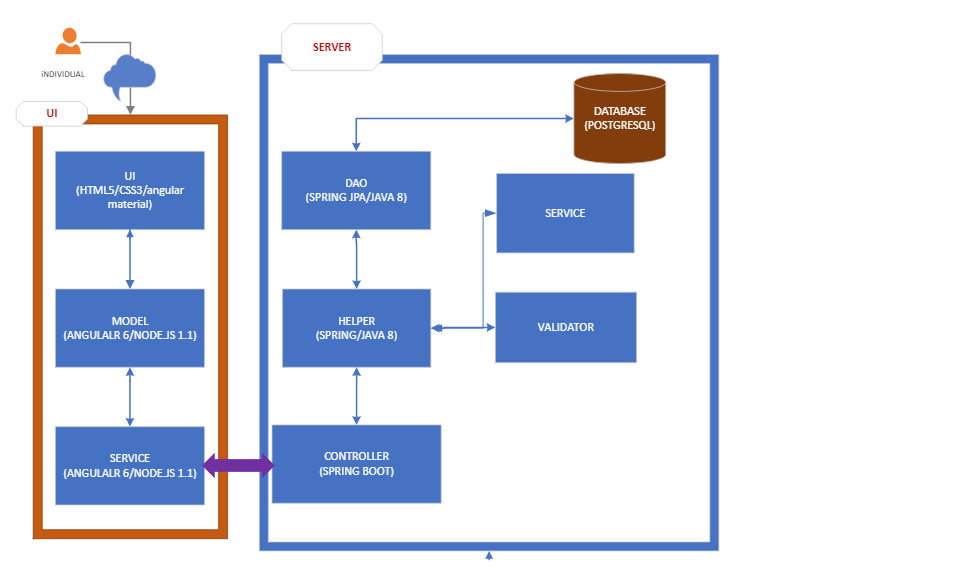 SERVER
iNDIVIDUAL
UI
DATABASE
(POSTGRESQL)
UI
(HTML5/CSS3/angular
material)
DAO
(SPRING JPA/JAVA 8)
SERVICE
MODEL
(ANGULALR 6/NODE.JS 1.1)
HELPER
(SPRING/JAVA 8)
VALIDATOR
SERVICE
(ANGULALR 6/NODE.JS 1.1)
CONTROLLER
(SPRING BOOT)